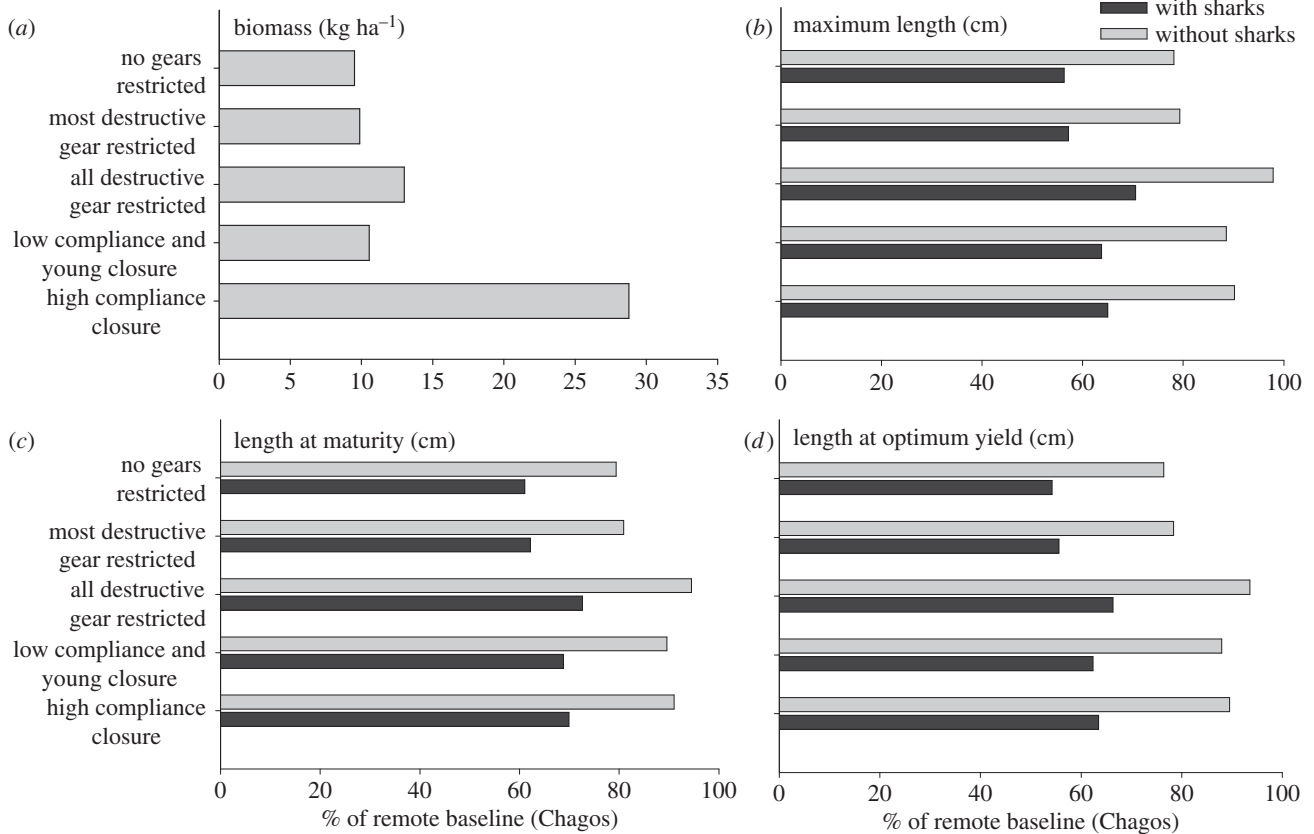 (a) biomass (kg ha⁻¹)
no gears
restricted
most destructive
gear restricted
all destructive
gear restricted
low compliance and
young closure
high compliance
closure
0 5 10 15 20 25 30 35
with sharks
without sharks
(b) maximum length (cm)
0 20 40 60 80 100
(c) length at maturity (cm)
no gears
restricted
most destructive
gear restricted
all destructive
gear restricted
low compliance and
young closure
high compliance
closure
0 20 40 60 80 100
% of remote baseline (Chagos)
(d) length at optimum yield (cm)
0 20 40 60 80 100
% of remote baseline (Chagos)